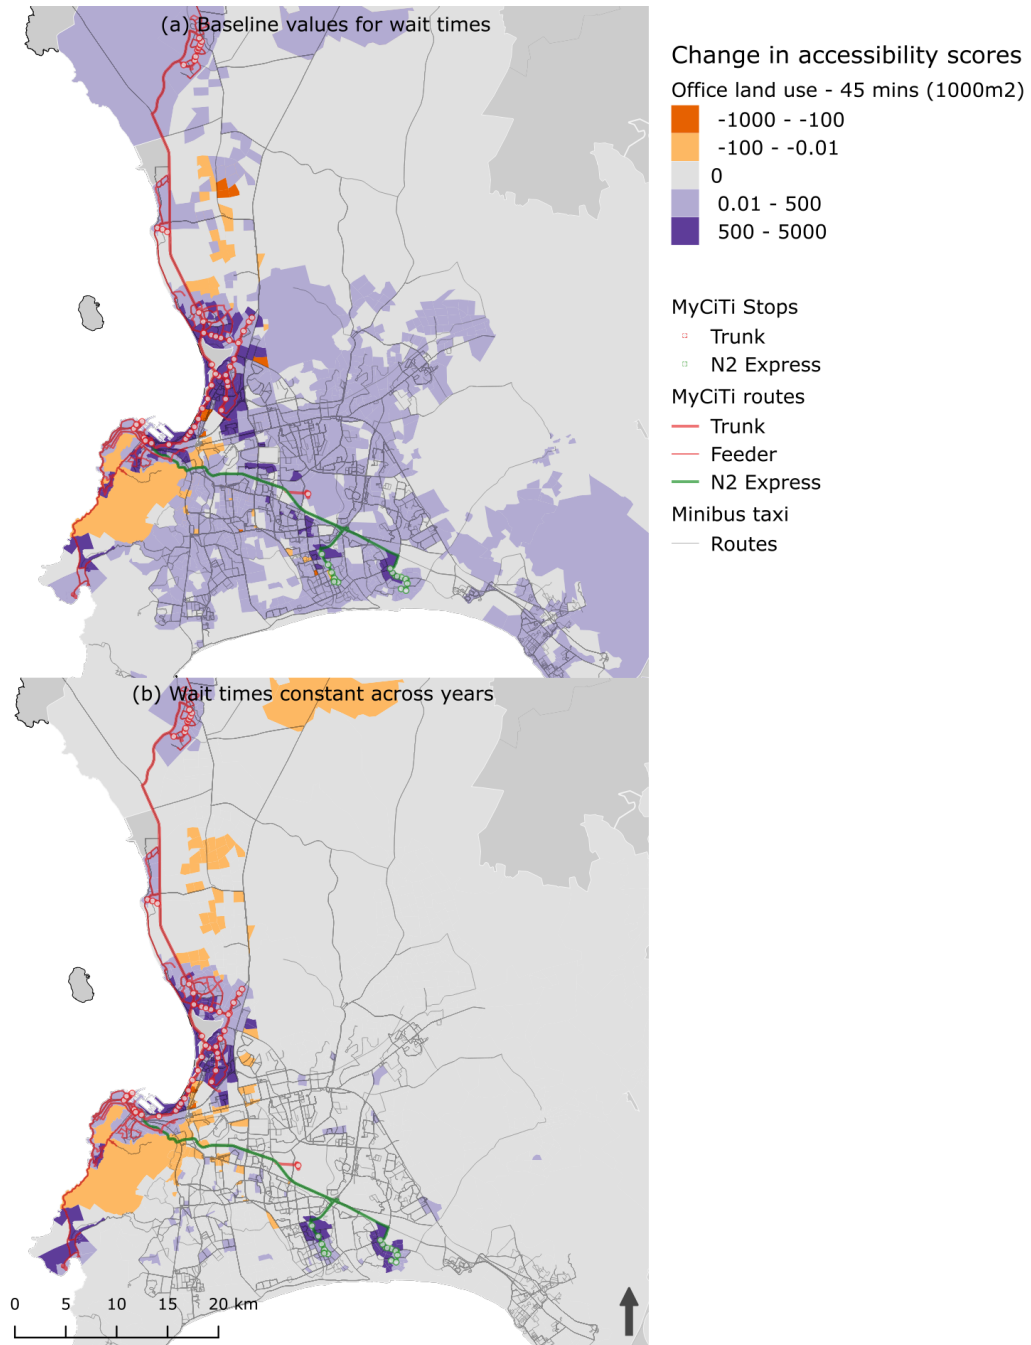 (a) Baseline values for wait times
Change in accessibility scores
Office land use - 45 mins (1000m2)
-1000 - -100
-100 - -0.01
0
0.01 - 500
500 - 5000
MyCiTi Stops
Trunk
N2 Express
MyCiTi routes
Trunk
Feeder
N2 Express
Minibus taxi
Routes
(b) Wait times constant across years
0 5 10 15 20 km